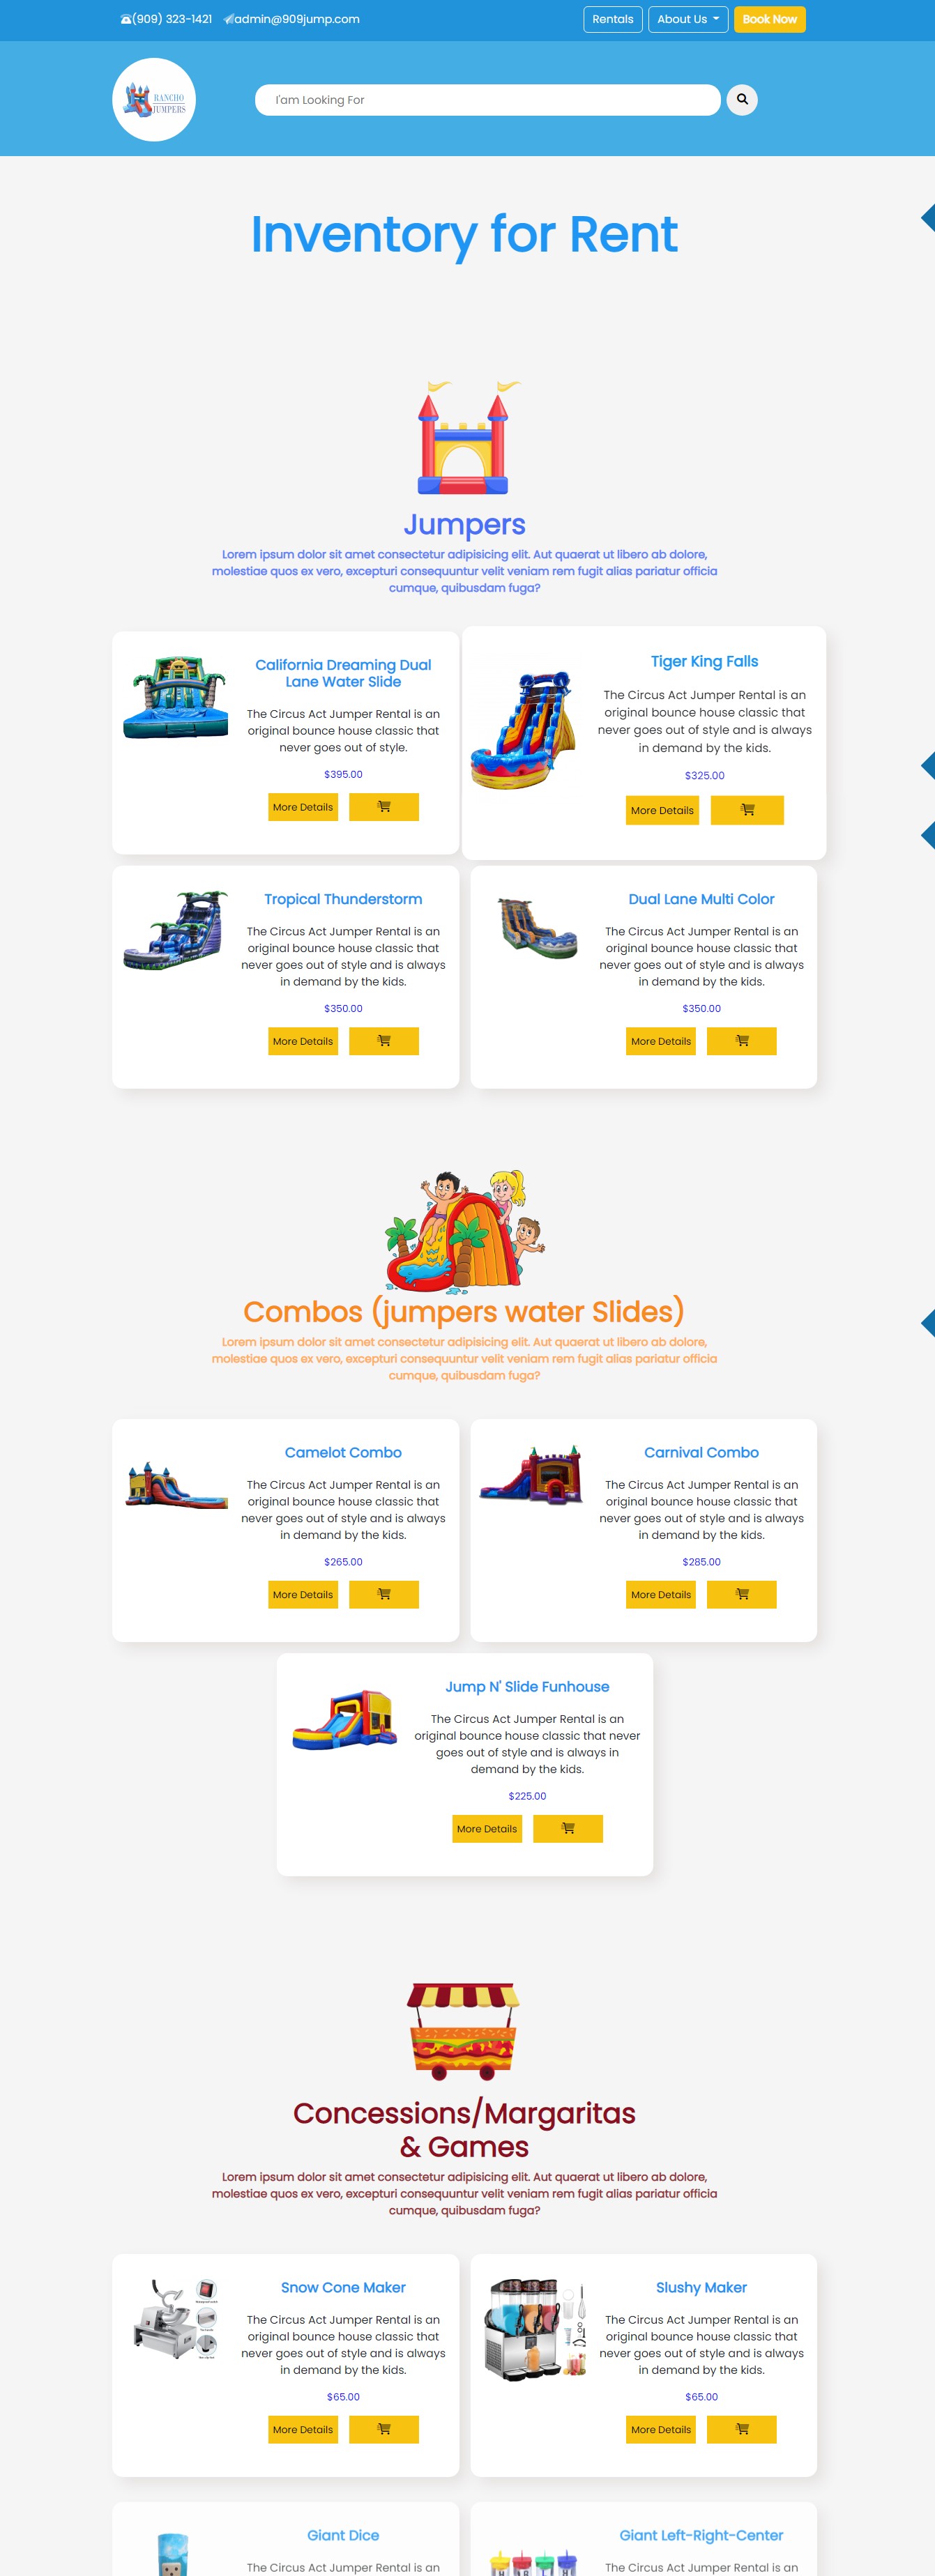 (909) 323-1421 admin@909jump.com Rentals About Us Book Now
RANCHO
JUMPERS
I'am Looking For
Inventory for Rent
Jumpers
Lorem ipsum dolor sit amet consectetur adipisicing elit. Aut quaerat ut libero ab dolore,
molestiae quos ex vero, excepturi consequuntur velit veniam rem fugit alias pariatur officia
cumque, quibusdam fuga?
California Dreaming Dual
Lane Water Slide
The Circus Act Jumper Rental is an
original bounce house classic that
never goes out of style.
$395.00
More Details
Tiger King Falls
The Circus Act Jumper Rental is an
original bounce house classic that
never goes out of style and is always
in demand by the kids.
$325.00
More Details
Tropical Thunderstorm
The Circus Act Jumper Rental is an
original bounce house classic that
never goes out of style and is always
in demand by the kids.
$350.00
More Details
Dual Lane Multi Color
The Circus Act Jumper Rental is an
original bounce house classic that
never goes out of style and is always
in demand by the kids.
$350.00
More Details
Combos (jumpers water Slides)
Lorem ipsum dolor sit amet consectetur adipisicing elit. Aut quaerat ut libero ab dolore,
molestiae quos ex vero, excepturi consequuntur velit veniam rem fugit alias pariatur officia
cumque, quibusdam fuga?
Camelot Combo
The Circus Act Jumper Rental is an
original bounce house classic that
never goes out of style and is always
in demand by the kids.
$265.00
More Details
Carnival Combo
The Circus Act Jumper Rental is an
original bounce house classic that
never goes out of style and is always
in demand by the kids.
$285.00
More Details
Jump N' Slide Funhouse
The Circus Act Jumper Rental is an
original bounce house classic that never
goes out of style and is always in
demand by the kids.
$225.00
More Details
Concessions/Margaritas
& Games
Lorem ipsum dolor sit amet consectetur adipisicing elit. Aut quaerat ut libero ab dolore,
molestiae quos ex vero, excepturi consequuntur velit veniam rem fugit alias pariatur officia
cumque, quibusdam fuga?
Snow Cone Maker
The Circus Act Jumper Rental is an
original bounce house classic that
never goes out of style and is always
in demand by the kids.
$65.00
More Details
Slushy Maker
The Circus Act Jumper Rental is an
original bounce house classic that
never goes out of style and is always
in demand by the kids.
$65.00
More Details
Giant Dice
The Circus Act Jumper Rental is an
Giant Left-Right-Center
The Circus Act Jumper Rental is an